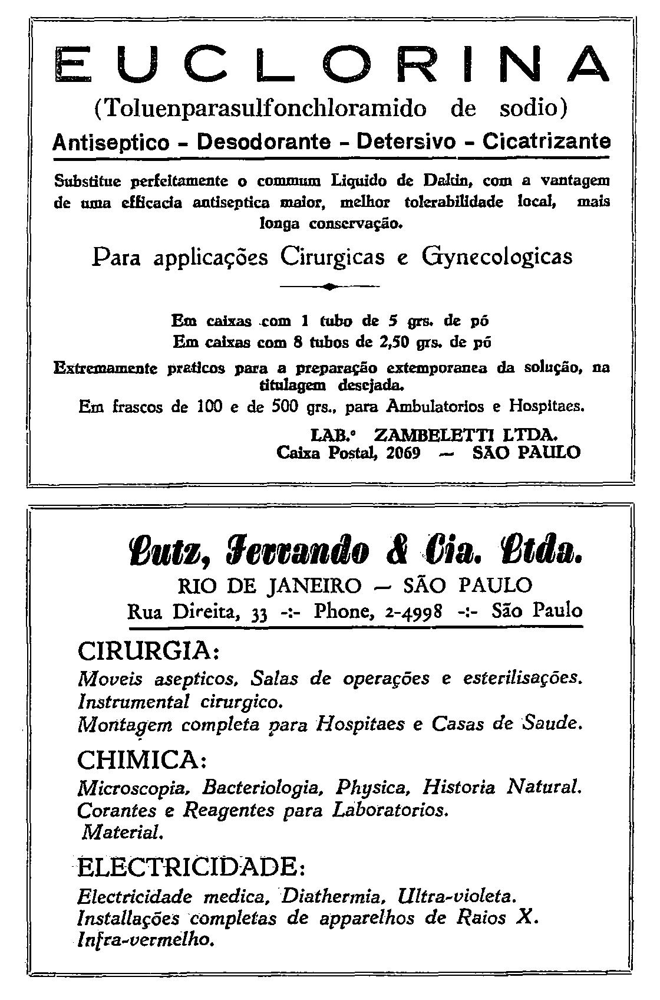 EUCLORINA
(Toluenparasulfonchloramido de sodio)
Antiseptico - Desodorante - Detersivo - Cicatrizante
Substitue perfeitamente o commum Liquido de Dakin, com a vantagem
de uma efficacia antiseptica maior, melhor tolerabilidade local, mais
longa conservação.
Para applicações Cirurgicas e Gynecologicas
Em caixas com 1 tubo de 5 grs. de pó
Em caixas com 8 tubos de 2,50 grs. de pó
Extremamente praticos para a preparação extemporanea da solução, na
titulagem desejada.
Em frascos de 100 e de 500 grs., para Ambulatorios e Hospitaes.
LAB.º ZAMBELETTI LTDA.
Caixa Postal, 2069 — SÃO PAULO
Lutz, Ferrando & Cia. Ltda.
RIO DE JANEIRO — SÃO PAULO
Rua Direita, 33 -:- Phone, 2-4998 -:- São Paulo
CIRURGIA:
Moveis asepticos, Salas de operações e esterilisações.
Instrumental cirurgico.
Montagem completa para Hospitaes e Casas de Saude.
CHIMICA:
Microscopia, Bacteriologia, Physica, Historia Natural.
Corantes e Reagentes para Laboratorios.
Material.
ELECTRICIDADE:
Electricidade medica, Diathermia, Ultra-violeta.
Installações completas de apparelhos de Raios X.
Infra-vermelho.